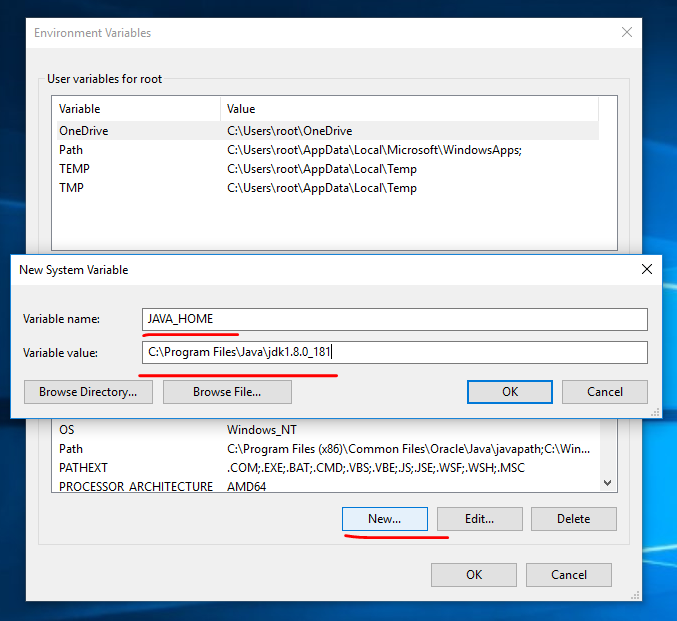 Environment Variables
User variables for root
Variable Value
OneDrive C:\Users\root\OneDrive
Path C:\Users\root\AppData\Local\Microsoft\WindowsApps;
TEMP C:\Users\root\AppData\Local\Temp
TMP C:\Users\root\AppData\Local\Temp
New System Variable
Variable name: JAVA_HOME
Variable value: C:\Program Files\Java\jdk1.8.0_181
Browse Directory... Browse File... OK Cancel
OS Windows_NT
Path C:\Program Files (x86)\Common Files\Oracle\Java\javapath;C:\Win...
PATHEXT .COM;.EXE;.BAT;.CMD;.VBS;.VBE;.JS;.JSE;.WSF;.WSH;.MSC
PROCESSOR_ARCHITECTURE AMD64
New... Edit... Delete
OK Cancel